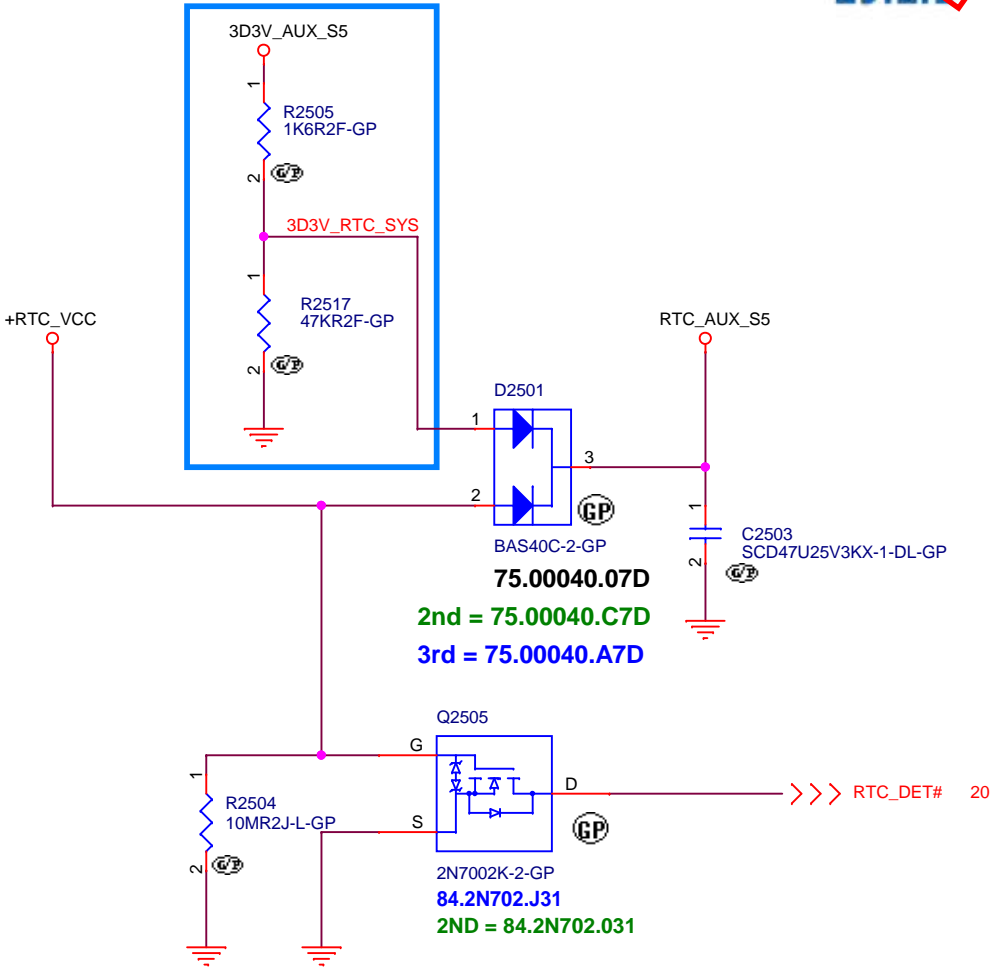 3D3V_AUX_S5
1
R2505
1K6R2F-GP
2
G/P
3D3V_RTC_SYS
1
R2517
47KR2F-GP
2
G/P
+RTC_VCC
RTC_AUX_S5
D2501
1
3
2
GP
BAS40C-2-GP
75.00040.07D
2nd = 75.00040.C7D
3rd = 75.00040.A7D
1
C2503
SCD47U25V3KX-1-DL-GP
2
G/P
Q2505
G
D
S
GP
2N7002K-2-GP
84.2N702.J31
2ND = 84.2N702.031
RTC_DET# 20
1
R2504
10MR2J-L-GP
2
G/P